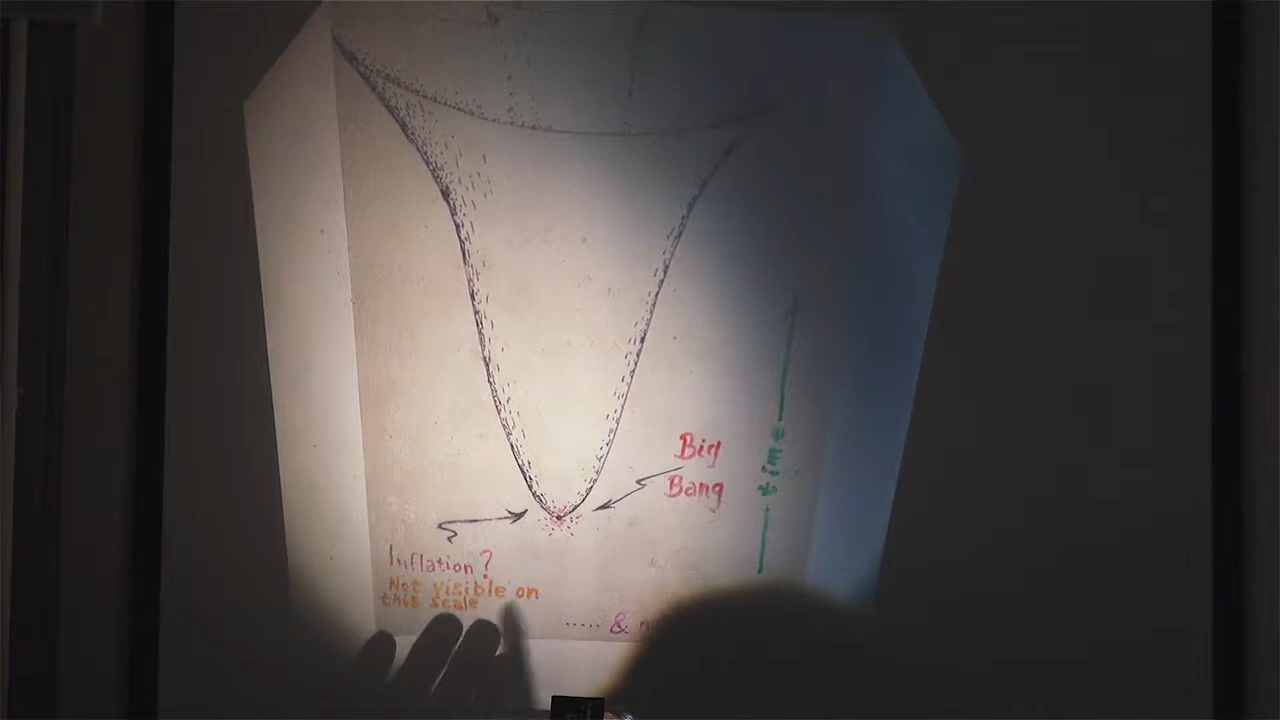 Big
Bang
time
Inflation?
Not visible on
this scale
..... &